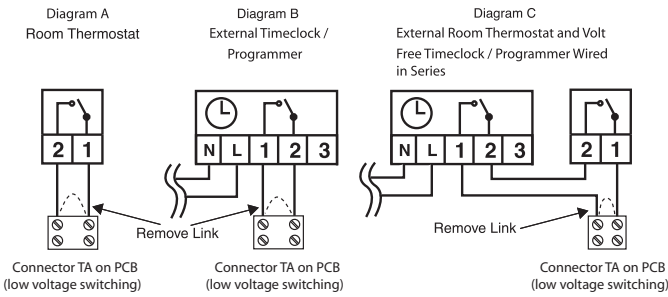 Diagram A
Room Thermostat
2 1
Connector TA on PCB
(low voltage switching)
Diagram B
External Timeclock /
Programmer
N L 1 2 3
Remove Link
Connector TA on PCB
(low voltage switching)
Diagram C
External Room Thermostat and Volt
Free Timeclock / Programmer Wired
in Series
N L 1 2 3
2 1
Remove Link
Connector TA on PCB
(low voltage switching)